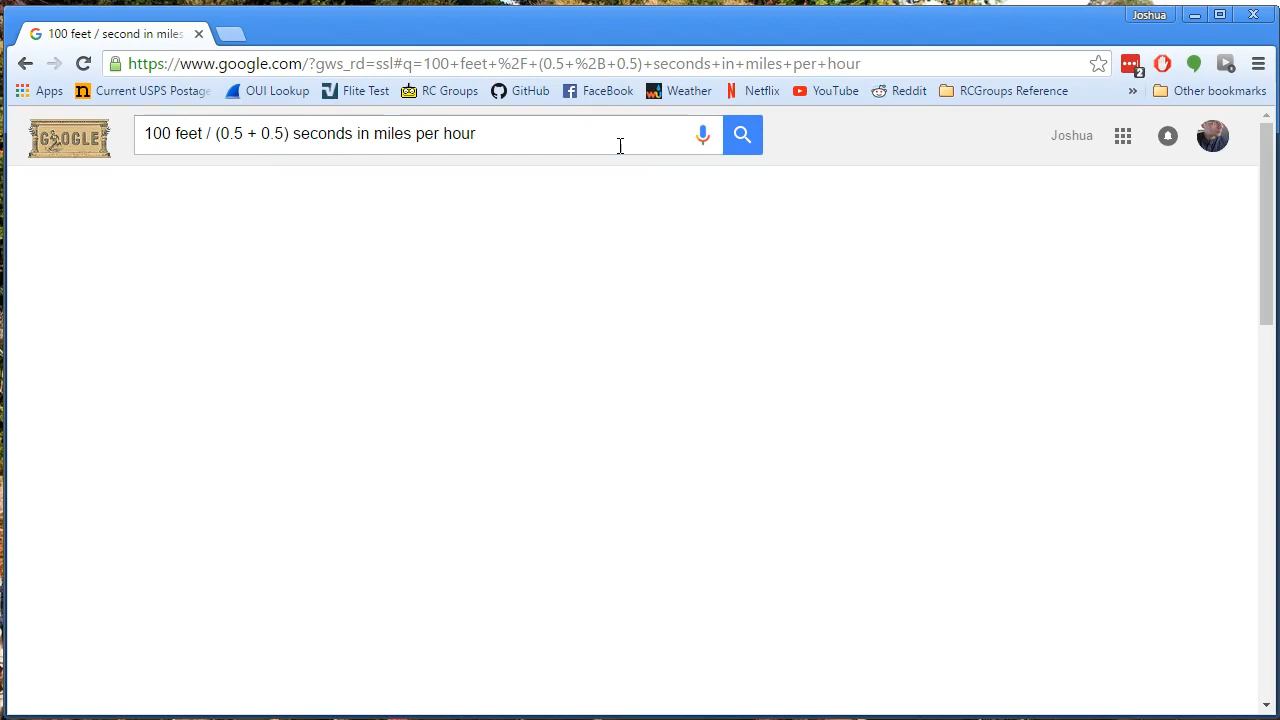 Joshua
100 feet / second in miles
https://www.google.com/?gws_rd=ssl#q=100+feet+%2F+(0.5+%2B+0.5)+seconds+in+miles+per+hour
2
Apps Current USPS Postage OUI Lookup Flite Test RC Groups GitHub FaceBook Weather Netflix YouTube Reddit RCGroups Reference » Other bookmarks
GOOGLE 100 feet / (0.5 + 0.5) seconds in miles per hour Joshua